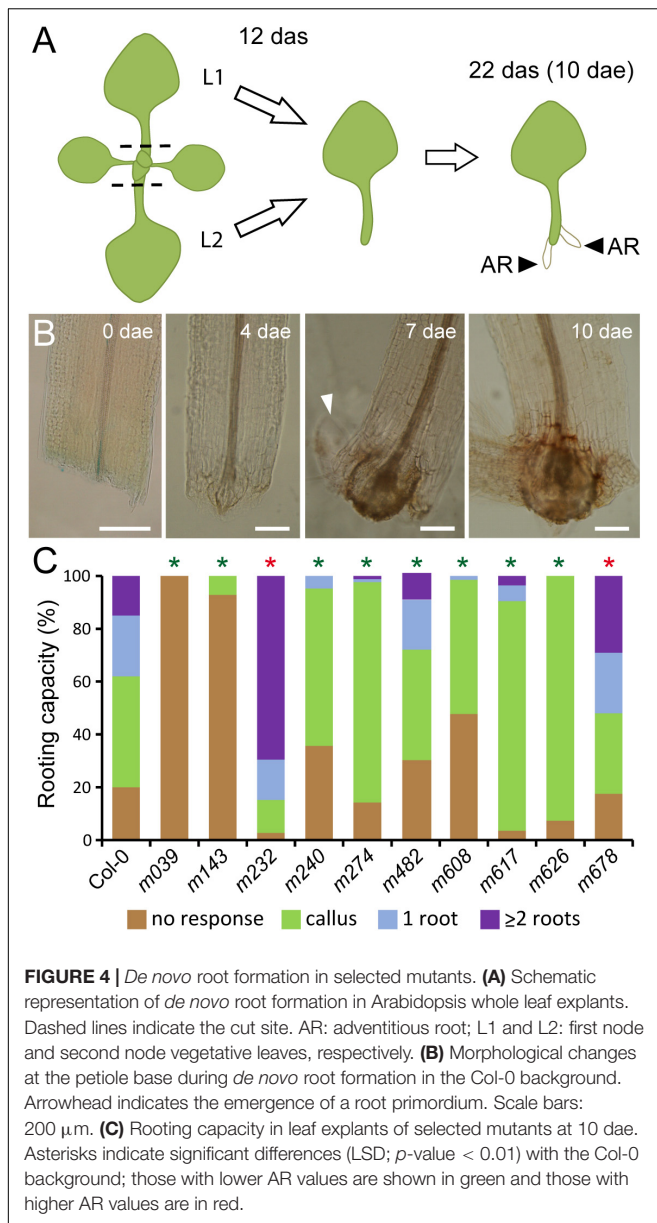 A
12 das
22 das (10 dae)
L1
L2
AR
AR
B
0 dae
4 dae
7 dae
10 dae
C
* * * * * * * * * *
Rooting capacity (%)
100
80
60
40
20
0
Col-0 m039 m143 m232 m240 m274 m482 m608 m617 m626 m678
no response callus 1 root ≥2 roots
FIGURE 4 | De novo root formation in selected mutants. (A) Schematic
representation of de novo root formation in Arabidopsis whole leaf explants.
Dashed lines indicate the cut site. AR: adventitious root; L1 and L2: first node
and second node vegetative leaves, respectively. (B) Morphological changes
at the petiole base during de novo root formation in the Col-0 background.
Arrowhead indicates the emergence of a root primordium. Scale bars:
200 μm. (C) Rooting capacity in leaf explants of selected mutants at 10 dae.
Asterisks indicate significant differences (LSD; p-value < 0.01) with the Col-0
background; those with lower AR values are shown in green and those with
higher AR values are in red.